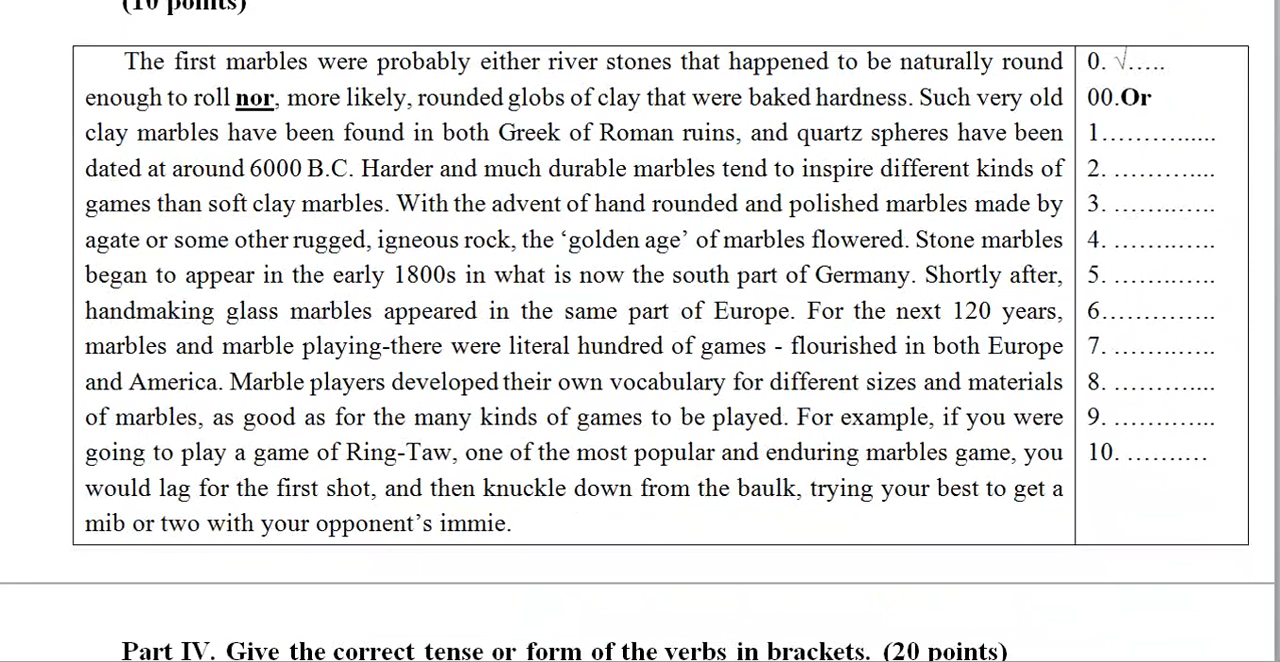 (10 points)
The first marbles were probably either river stones that happened to be naturally round 0. √.....
enough to roll nor, more likely, rounded globs of clay that were baked hardness. Such very old 00.Or
clay marbles have been found in both Greek of Roman ruins, and quartz spheres have been 1...............
dated at around 6000 B.C. Harder and much durable marbles tend to inspire different kinds of 2. .............
games than soft clay marbles. With the advent of hand rounded and polished marbles made by 3. .............
agate or some other rugged, igneous rock, the ‘golden age’ of marbles flowered. Stone marbles 4. .............
began to appear in the early 1800s in what is now the south part of Germany. Shortly after, 5. .............
handmaking glass marbles appeared in the same part of Europe. For the next 120 years, 6..............
marbles and marble playing-there were literal hundred of games - flourished in both Europe 7. .............
and America. Marble players developed their own vocabulary for different sizes and materials 8. .............
of marbles, as good as for the many kinds of games to be played. For example, if you were 9. .............
going to play a game of Ring-Taw, one of the most popular and enduring marbles game, you 10. ..........
would lag for the first shot, and then knuckle down from the baulk, trying your best to get a
mib or two with your opponent’s immie.
Part IV. Give the correct tense or form of the verbs in brackets. (20 points)